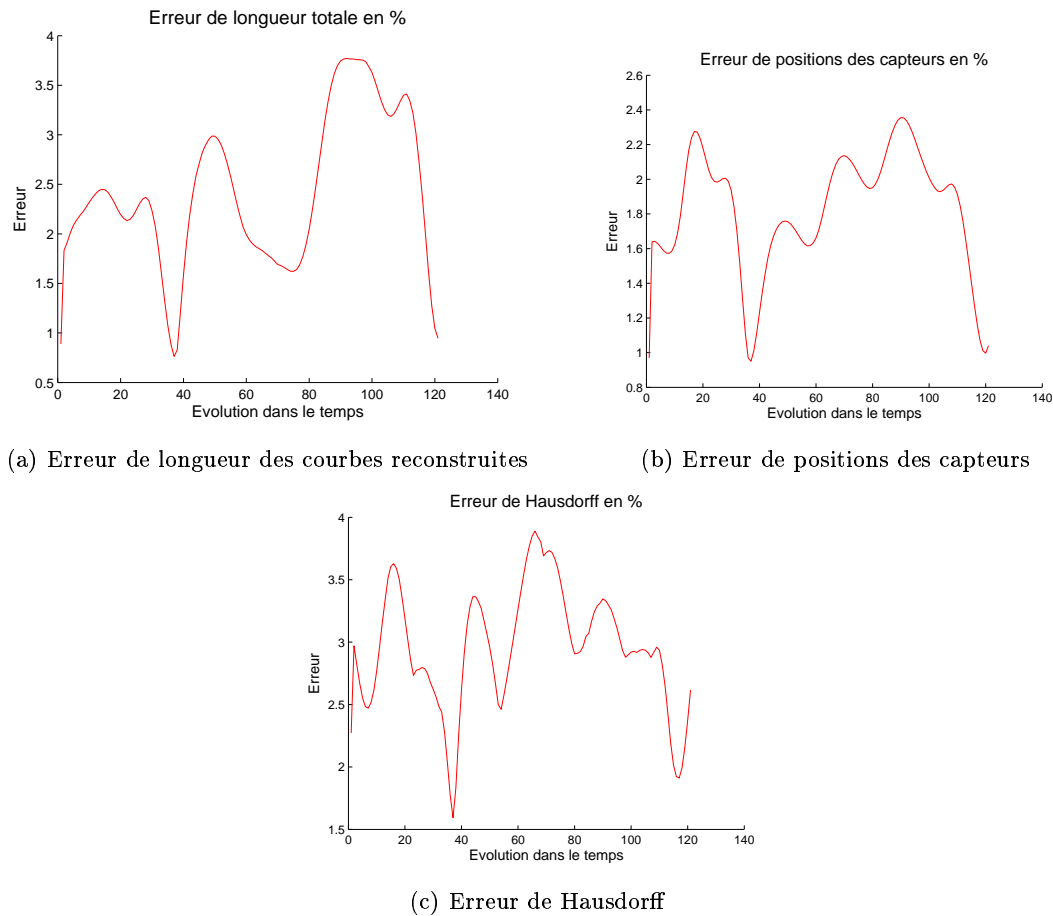 Erreur de longueur totale en %
4
3.5
3
2.5
2
1.5
1
0.5
Erreur
0 20 40 60 80 100 120 140
Evolution dans le temps
(a) Erreur de longueur des courbes reconstruites
Erreur de positions des capteurs en %
2.6
2.4
2.2
2
1.8
1.6
1.4
1.2
1
0.8
Erreur
0 20 40 60 80 100 120 140
Evolution dans le temps
(b) Erreur de positions des capteurs
Erreur de Hausdorff en %
4
3.5
3
2.5
2
1.5
Erreur
0 20 40 60 80 100 120 140
Evolution dans le temps
(c) Erreur de Hausdorff